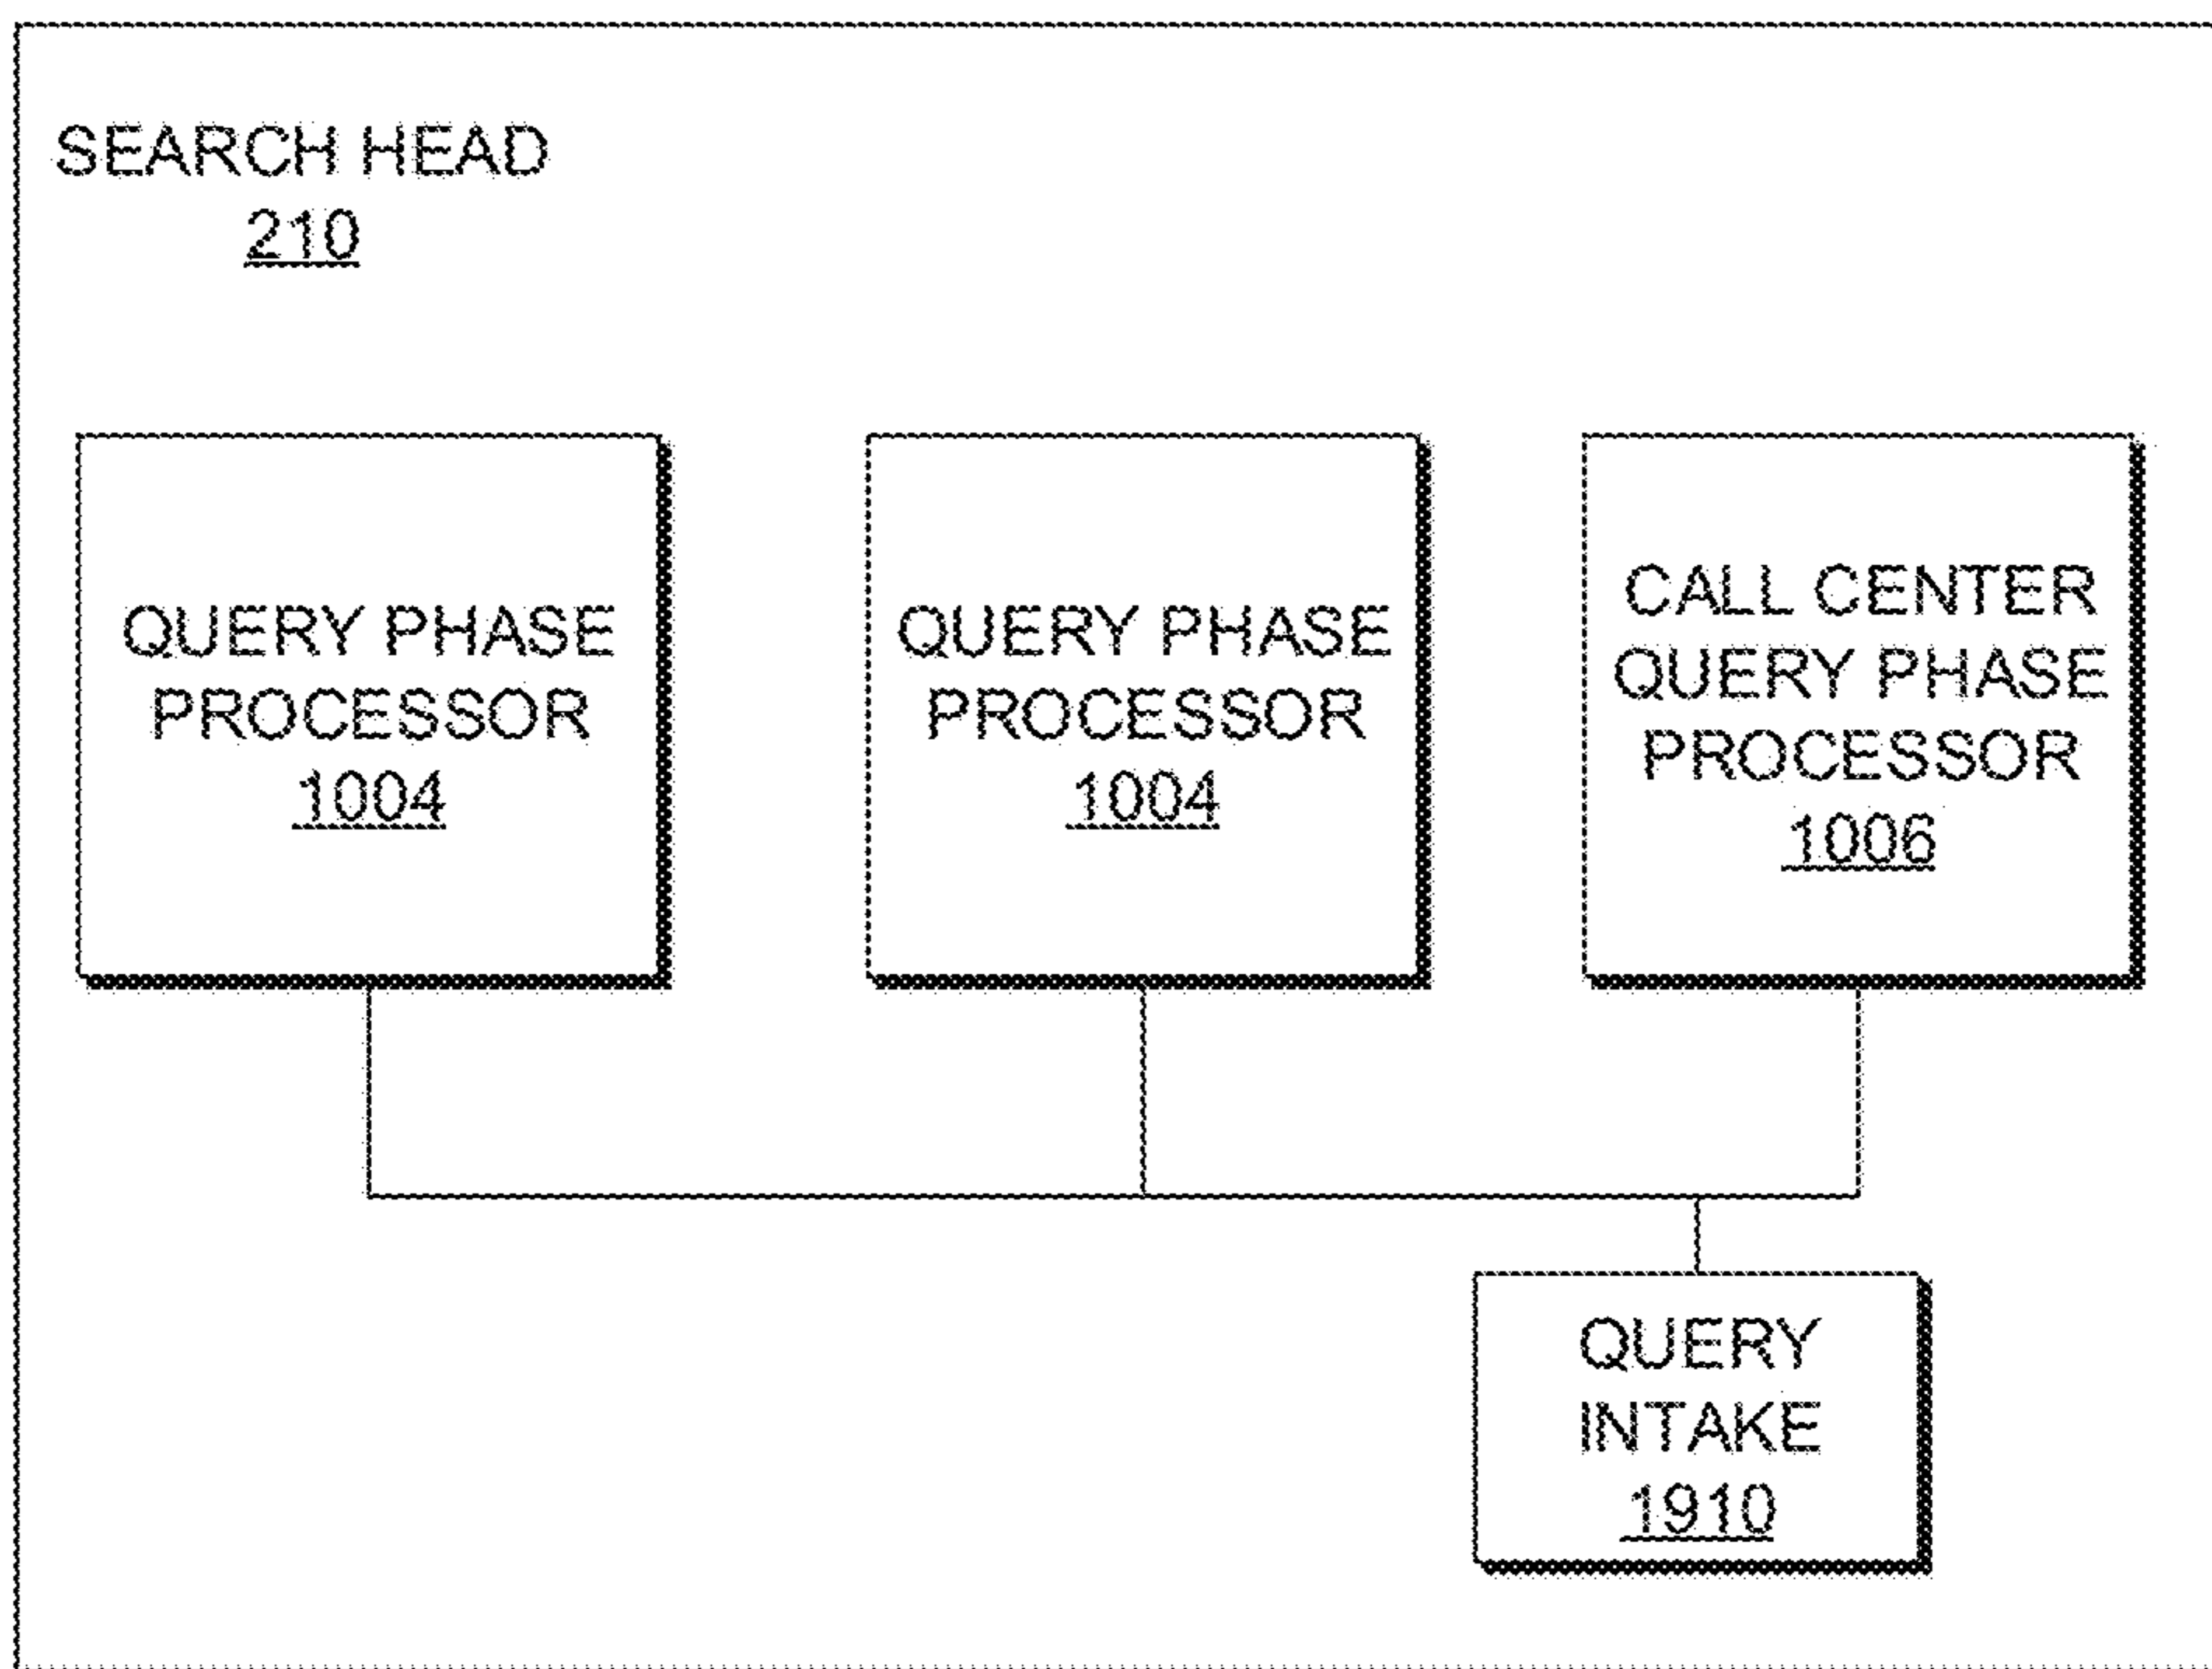 SEARCH HEAD
210
QUERY PHASE
PROCESSOR
1004
QUERY PHASE
PROCESSOR
1004
CALL CENTER
QUERY PHASE
PROCESSOR
1006
QUERY
INTAKE
1910